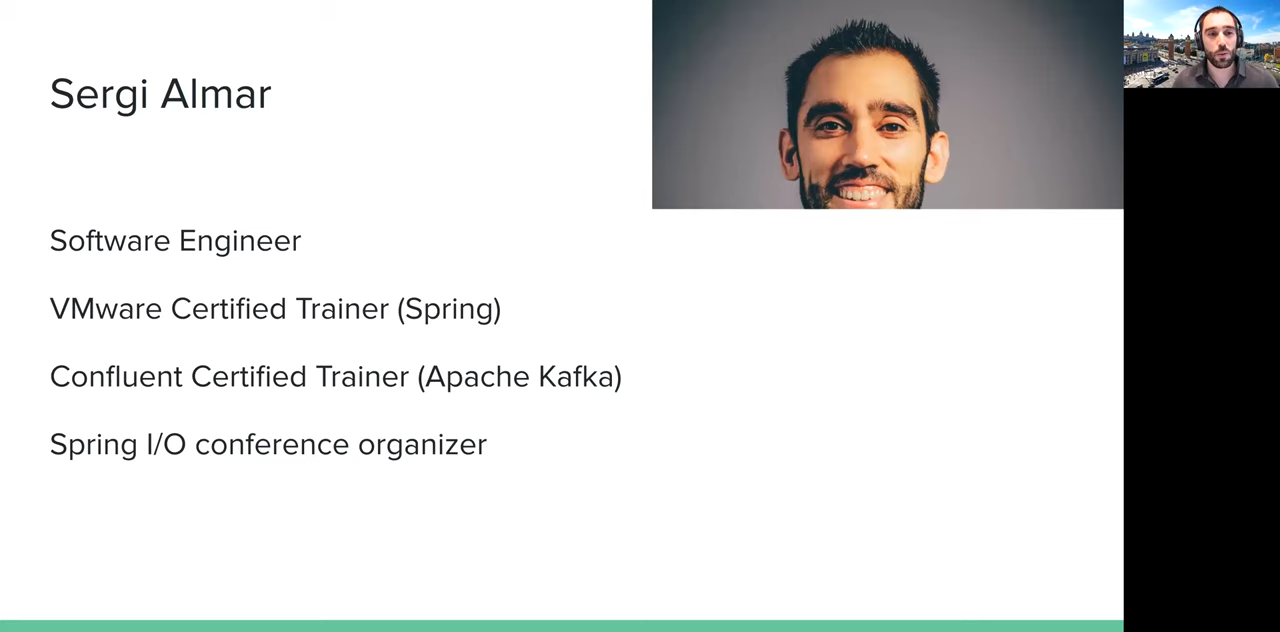 Sergi Almar
Software Engineer
VMware Certified Trainer (Spring)
Confluent Certified Trainer (Apache Kafka)
Spring I/O conference organizer